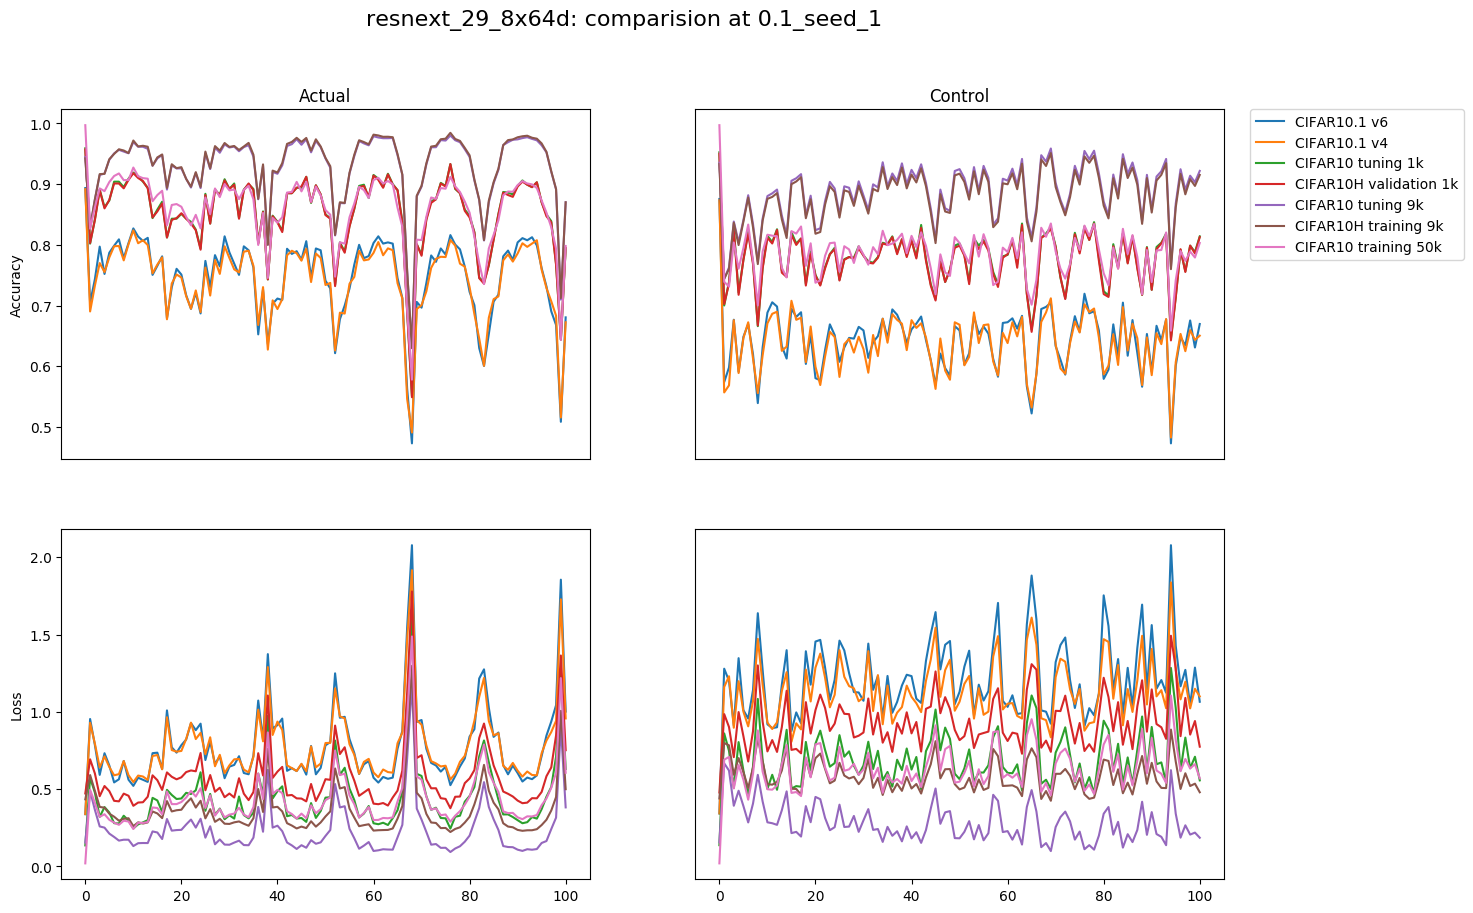 resnext_29_8x64d: comparision at 0.1_seed_1
Actual
Control
Accuracy
1.0
0.9
0.8
0.7
0.6
0.5
CIFAR10.1 v6
CIFAR10.1 v4
CIFAR10 tuning 1k
CIFAR10H validation 1k
CIFAR10 tuning 9k
CIFAR10H training 9k
CIFAR10 training 50k
Loss
2.0
1.5
1.0
0.5
0.0
0 20 40 60 80 100
0 20 40 60 80 100